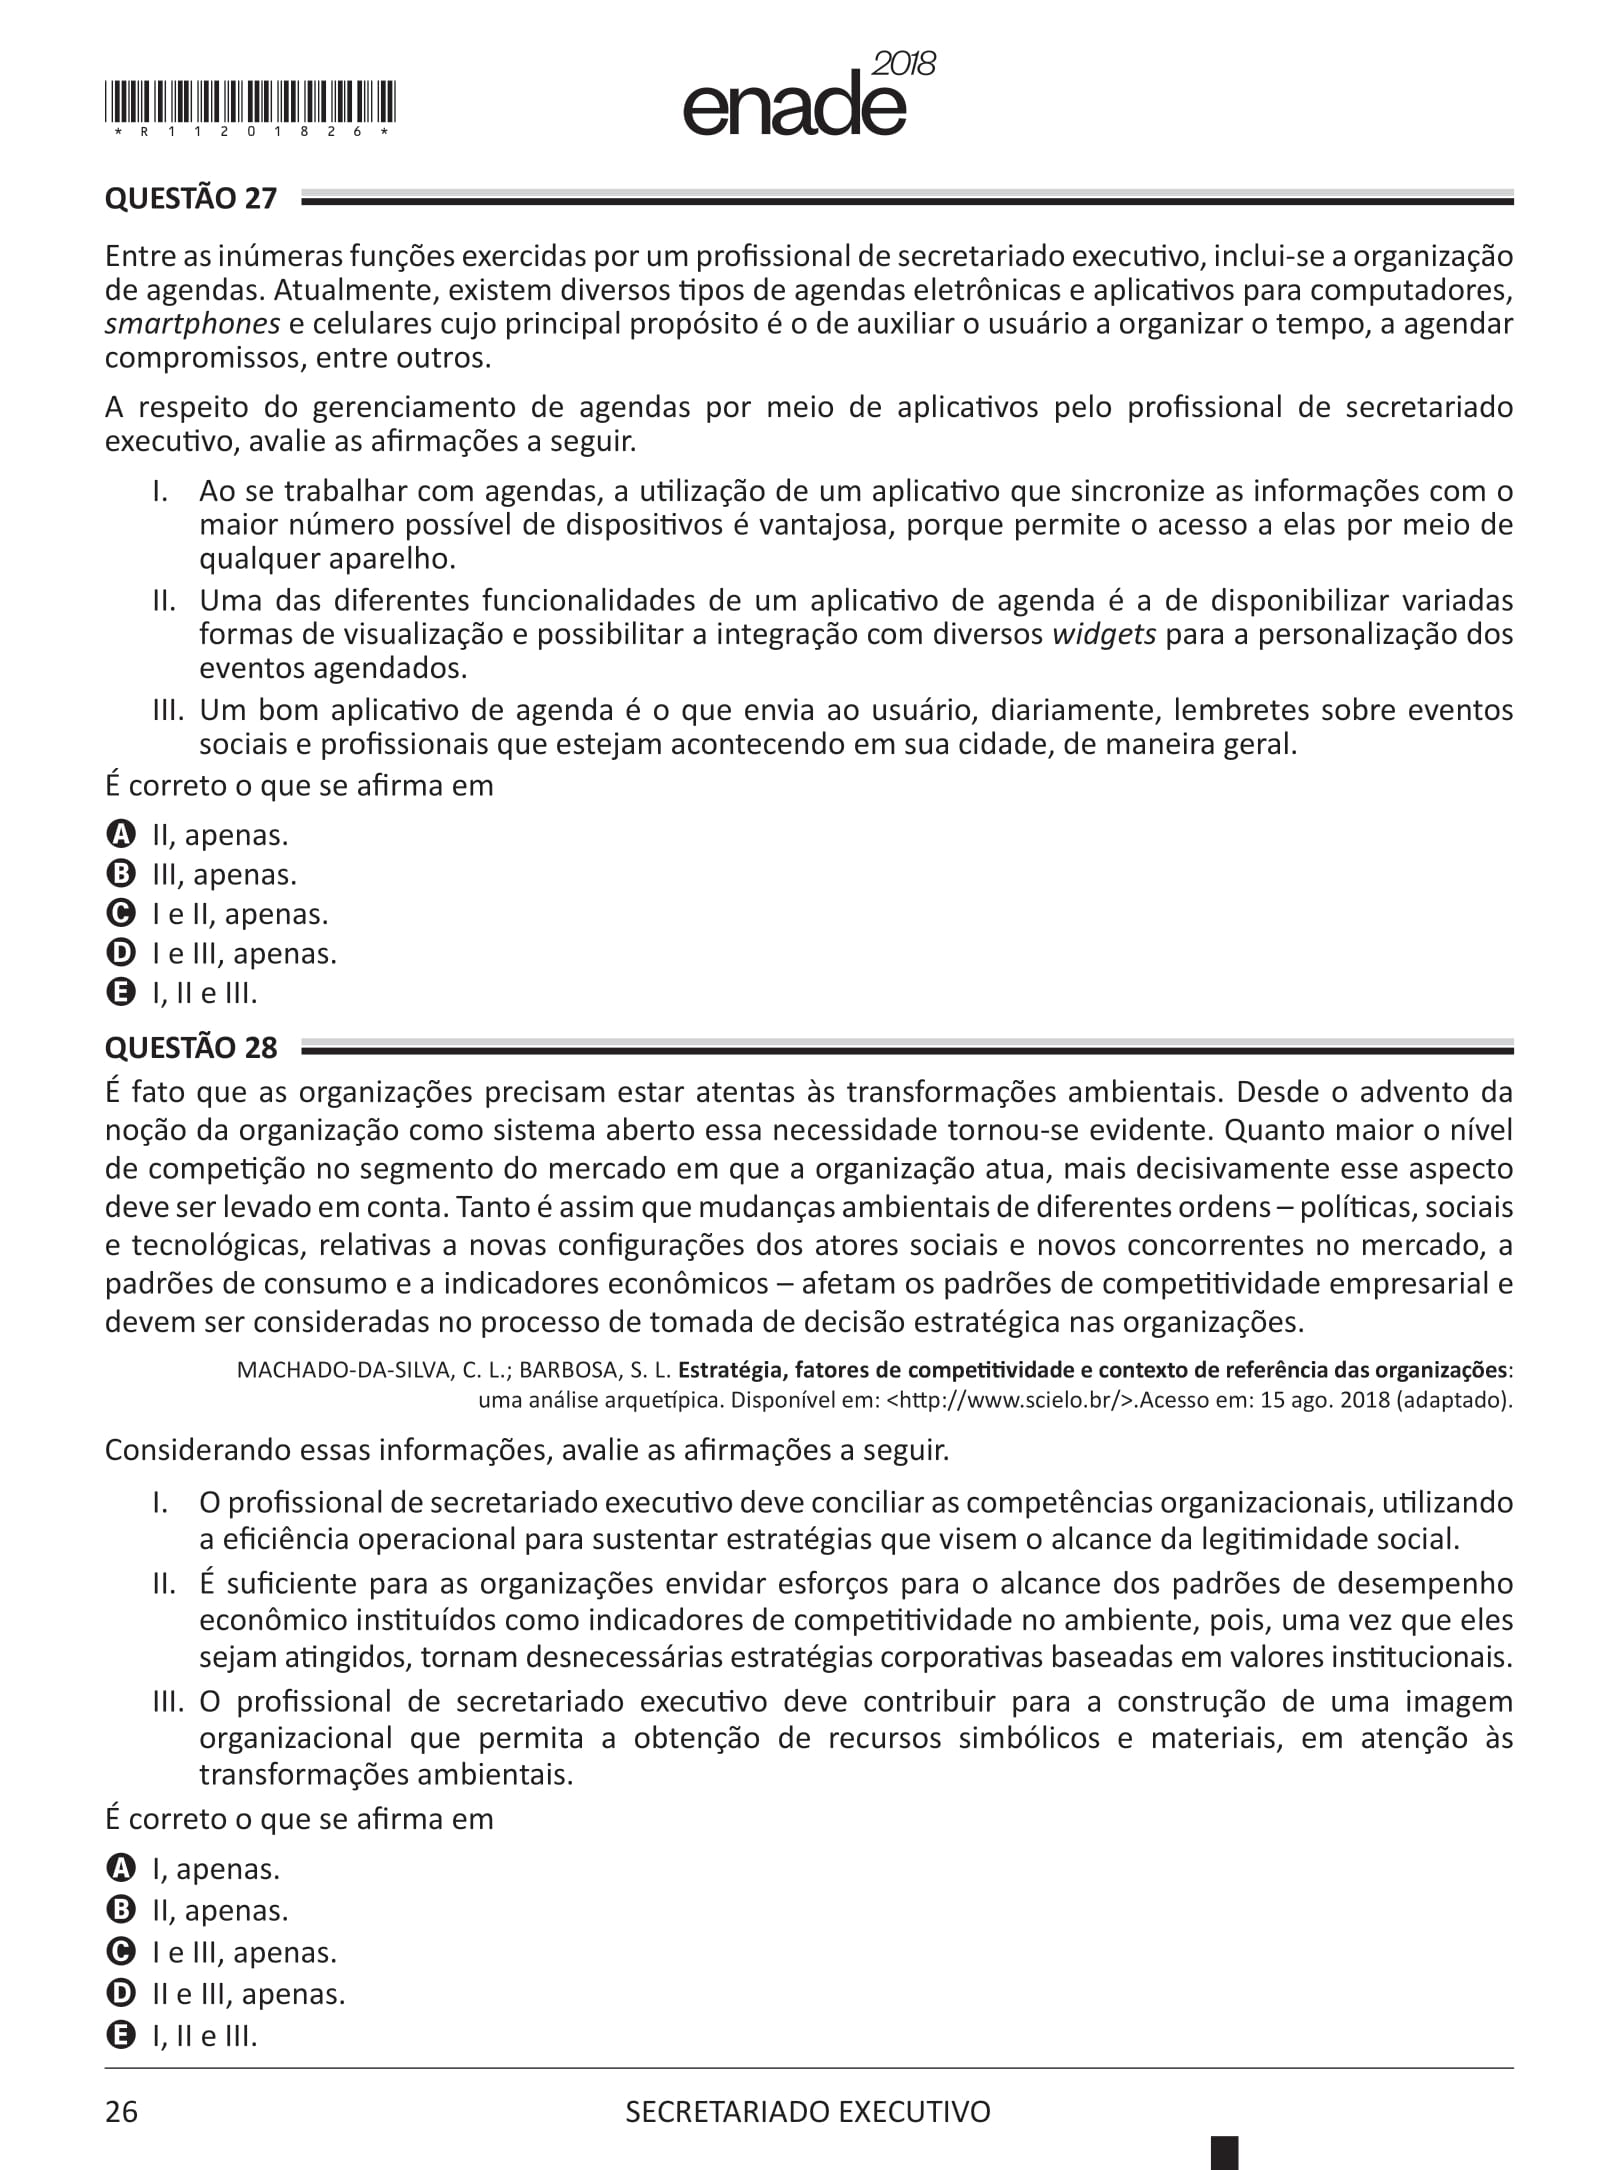 * R 1 1 2 0 1 8 2 6 *
enade 2018
QUESTÃO 27
Entre as inúmeras funções exercidas por um profissional de secretariado executivo, inclui-se a organização
de agendas. Atualmente, existem diversos tipos de agendas eletrônicas e aplicativos para computadores,
smartphones e celulares cujo principal propósito é o de auxiliar o usuário a organizar o tempo, a agendar
compromissos, entre outros.
A respeito do gerenciamento de agendas por meio de aplicativos pelo profissional de secretariado
executivo, avalie as afirmações a seguir.
I. Ao se trabalhar com agendas, a utilização de um aplicativo que sincronize as informações com o
maior número possível de dispositivos é vantajosa, porque permite o acesso a elas por meio de
qualquer aparelho.
II. Uma das diferentes funcionalidades de um aplicativo de agenda é a de disponibilizar variadas
formas de visualização e possibilitar a integração com diversos widgets para a personalização dos
eventos agendados.
III. Um bom aplicativo de agenda é o que envia ao usuário, diariamente, lembretes sobre eventos
sociais e profissionais que estejam acontecendo em sua cidade, de maneira geral.
É correto o que se afirma em
A II, apenas.
B III, apenas.
C I e II, apenas.
D I e III, apenas.
E I, II e III.
QUESTÃO 28
É fato que as organizações precisam estar atentas às transformações ambientais. Desde o advento da
noção da organização como sistema aberto essa necessidade tornou-se evidente. Quanto maior o nível
de competição no segmento do mercado em que a organização atua, mais decisivamente esse aspecto
deve ser levado em conta. Tanto é assim que mudanças ambientais de diferentes ordens – políticas, sociais
e tecnológicas, relativas a novas configurações dos atores sociais e novos concorrentes no mercado, a
padrões de consumo e a indicadores econômicos – afetam os padrões de competitividade empresarial e
devem ser consideradas no processo de tomada de decisão estratégica nas organizações.
MACHADO-DA-SILVA, C. L.; BARBOSA, S. L. Estratégia, fatores de competitividade e contexto de referência das organizações:
uma análise arquetípica. Disponível em: <http://www.scielo.br/>.Acesso em: 15 ago. 2018 (adaptado).
Considerando essas informações, avalie as afirmações a seguir.
I. O profissional de secretariado executivo deve conciliar as competências organizacionais, utilizando
a eficiência operacional para sustentar estratégias que visem o alcance da legitimidade social.
II. É suficiente para as organizações envidar esforços para o alcance dos padrões de desempenho
econômico instituídos como indicadores de competitividade no ambiente, pois, uma vez que eles
sejam atingidos, tornam desnecessárias estratégias corporativas baseadas em valores institucionais.
III. O profissional de secretariado executivo deve contribuir para a construção de uma imagem
organizacional que permita a obtenção de recursos simbólicos e materiais, em atenção às
transformações ambientais.
É correto o que se afirma em
A I, apenas.
B II, apenas.
C I e III, apenas.
D II e III, apenas.
E I, II e III.
26
SECRETARIADO EXECUTIVO